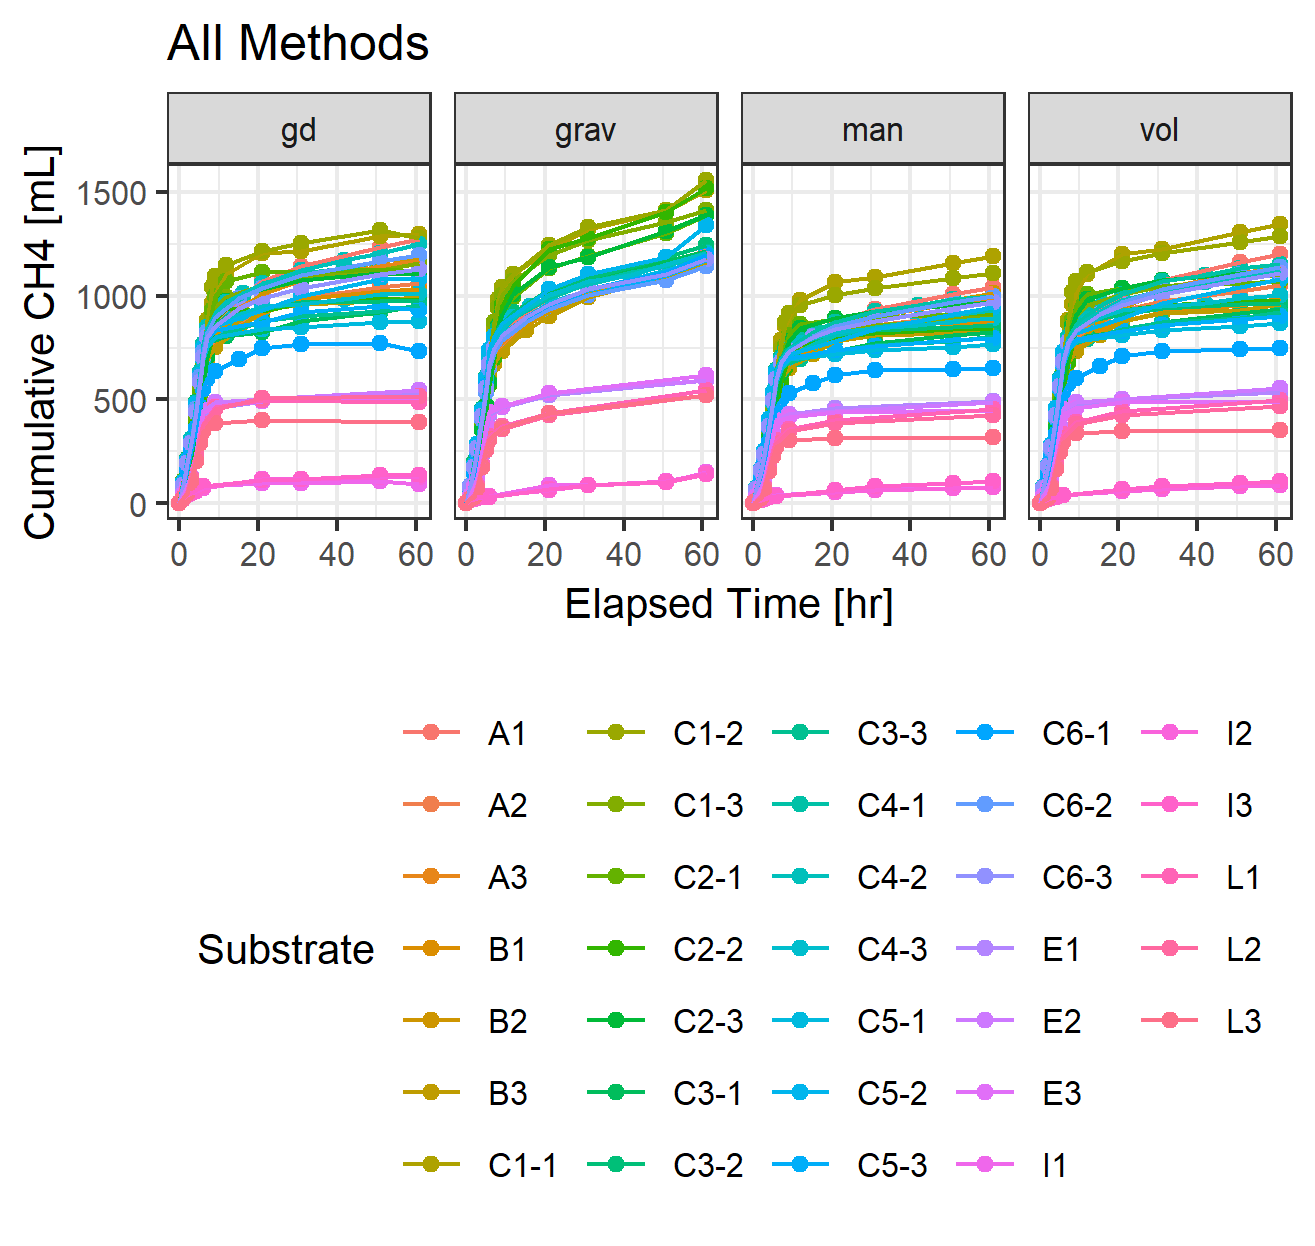 All Methods
gd grav man vol
Cumulative CH4 [mL]
1500
1000
500
0
0 20 40 60 0 20 40 60 0 20 40 60 0 20 40 60
Elapsed Time [hr]
Substrate
A1 C1-2 C3-3 C6-1 I2
A2 C1-3 C4-1 C6-2 I3
A3 C2-1 C4-2 C6-3 L1
B1 C2-2 C4-3 E1 L2
B2 C2-3 C5-1 E2 L3
B3 C3-1 C5-2 E3
C1-1 C3-2 C5-3 I1